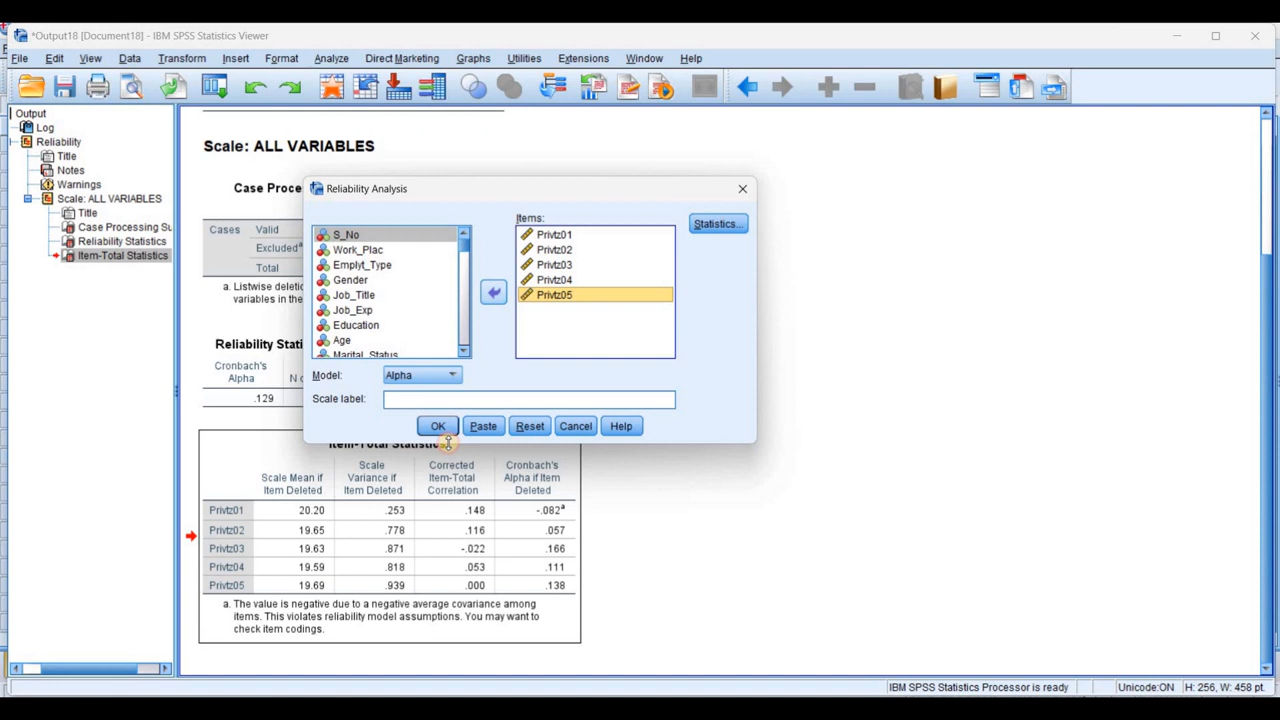 *Output18 [Document18] - IBM SPSS Statistics Viewer
File Edit View Data Transform Insert Format Analyze Direct Marketing Graphs Utilities Extensions Window Help
Output
Log
Reliability
Title
Notes
Warnings
Scale: ALL VARIABLES
Title
Case Processing Su
Reliability Statistics
Item-Total Statistics
Scale: ALL VARIABLES
Case Proce
Cases Valid
Excludedᵃ
Total
a. Listwise deletio
variables in the
Reliability Stati
Cronbach's
Alpha N o
.129
Reliability Analysis
S_No
Work_Plac
Emplyt_Type
Gender
Job_Title
Job_Exp
Education
Age
Marital_Status
Items:
Privtz01
Privtz02
Privtz03
Privtz04
Privtz05
Statistics...
Model: Alpha
Scale label:
OK Paste Reset Cancel Help
Item-Total Statistics
Scale Mean if Item Deleted
Scale Variance if Item Deleted
Corrected Item-Total Correlation
Cronbach's Alpha if Item Deleted
Privtz01 20.20 .253 .148 -.082ᵃ
Privtz02 19.65 .778 .116 .057
Privtz03 19.63 .871 -.022 .166
Privtz04 19.59 .818 .053 .111
Privtz05 19.69 .939 .000 .138
a. The value is negative due to a negative average covariance among
items. This violates reliability model assumptions. You may want to
check item codings.
IBM SPSS Statistics Processor is ready Unicode:ON H: 256, W: 458 pt.